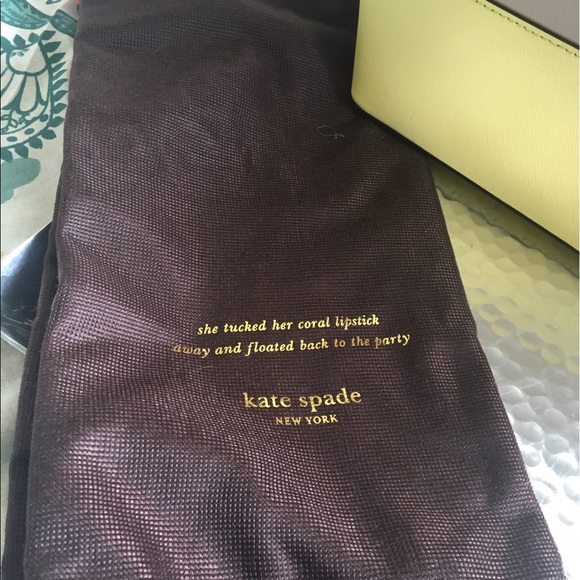 she tucked her coral lipstick
away and floated back to the party
kate spade
NEW YORK